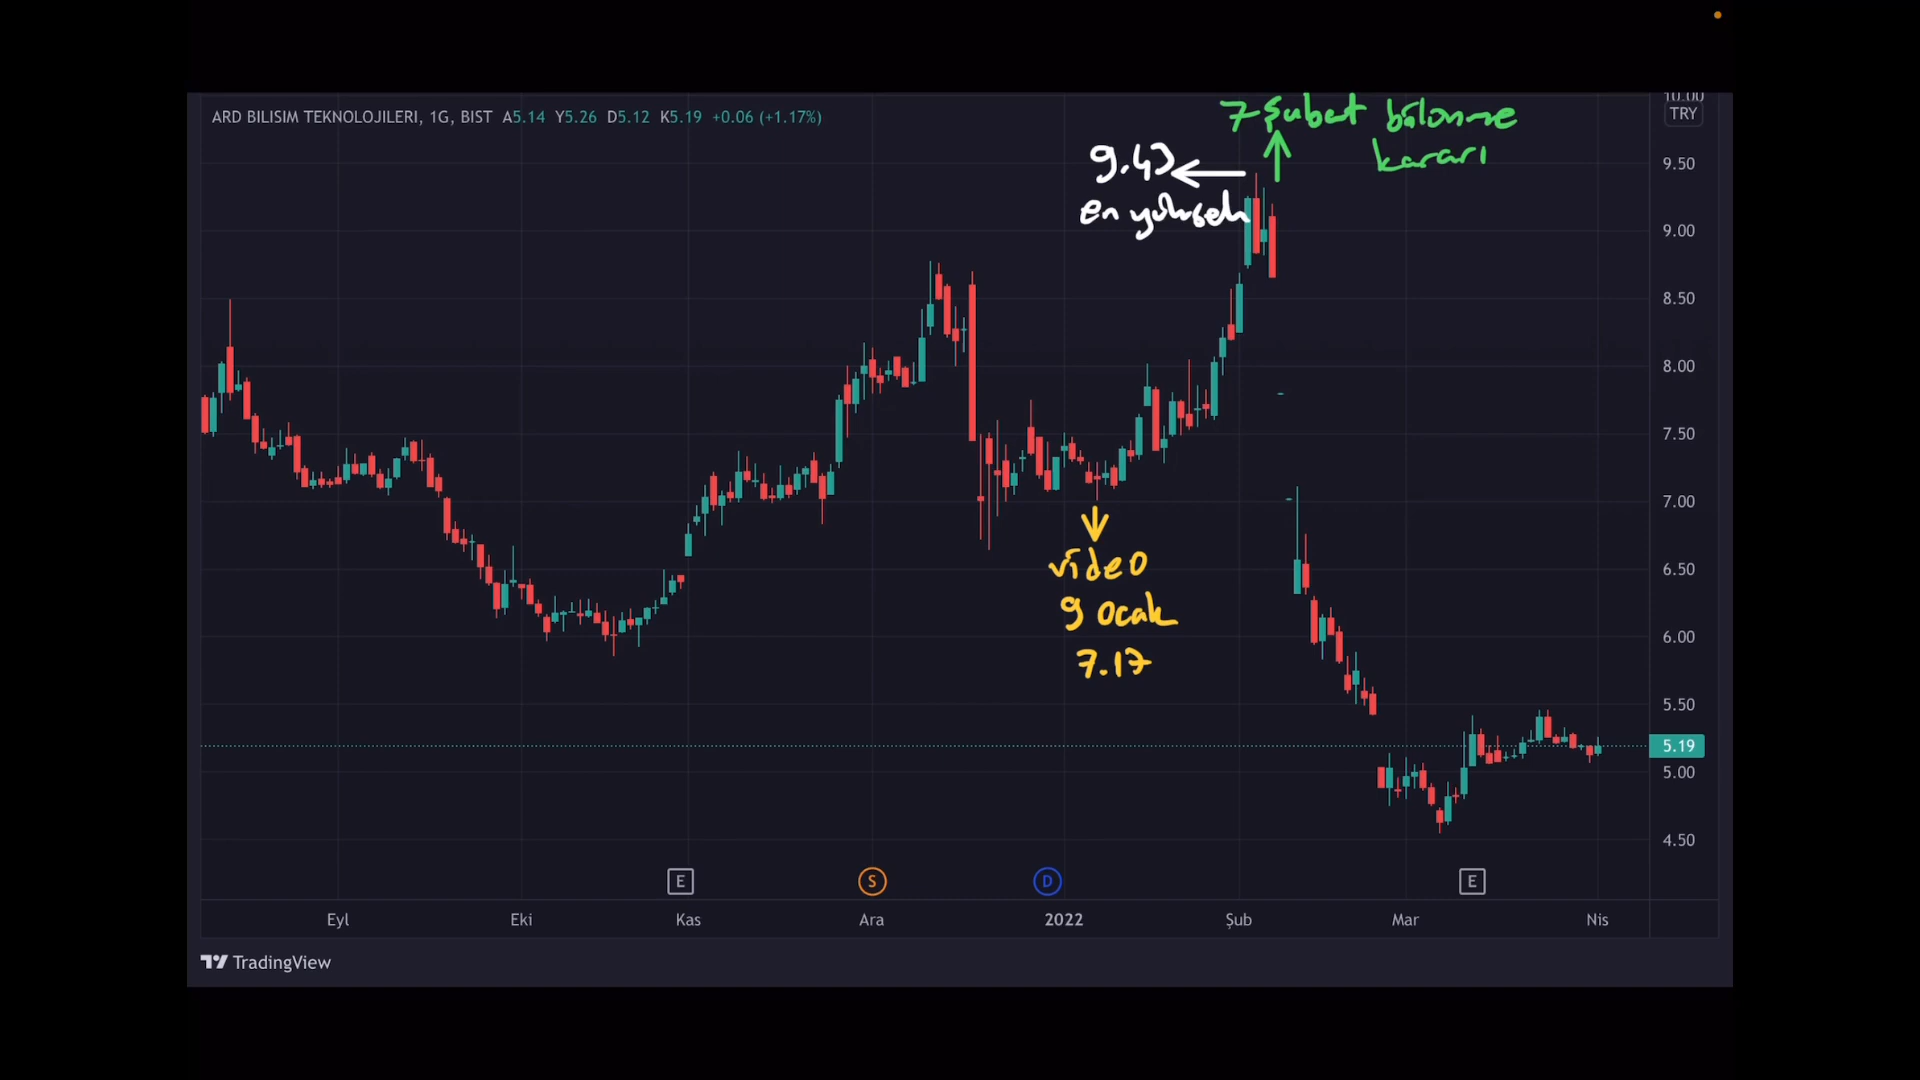 10.00
ARD BILISIM TEKNOLOJILERI, 1G, BIST A5.14 Y5.26 D5.12 K5.19 +0.06 (+1.17%)
TRY
7 Şubat bölünme
kararı
9.43
en yüksek
9.50
9.00
8.50
8.00
7.50
7.00
6.50
6.00
5.50
5.19
5.00
4.50
video
9 Ocak
7.17
E S D E
Eyl Eki Kas Ara 2022 Şub Mar Nis
TradingView